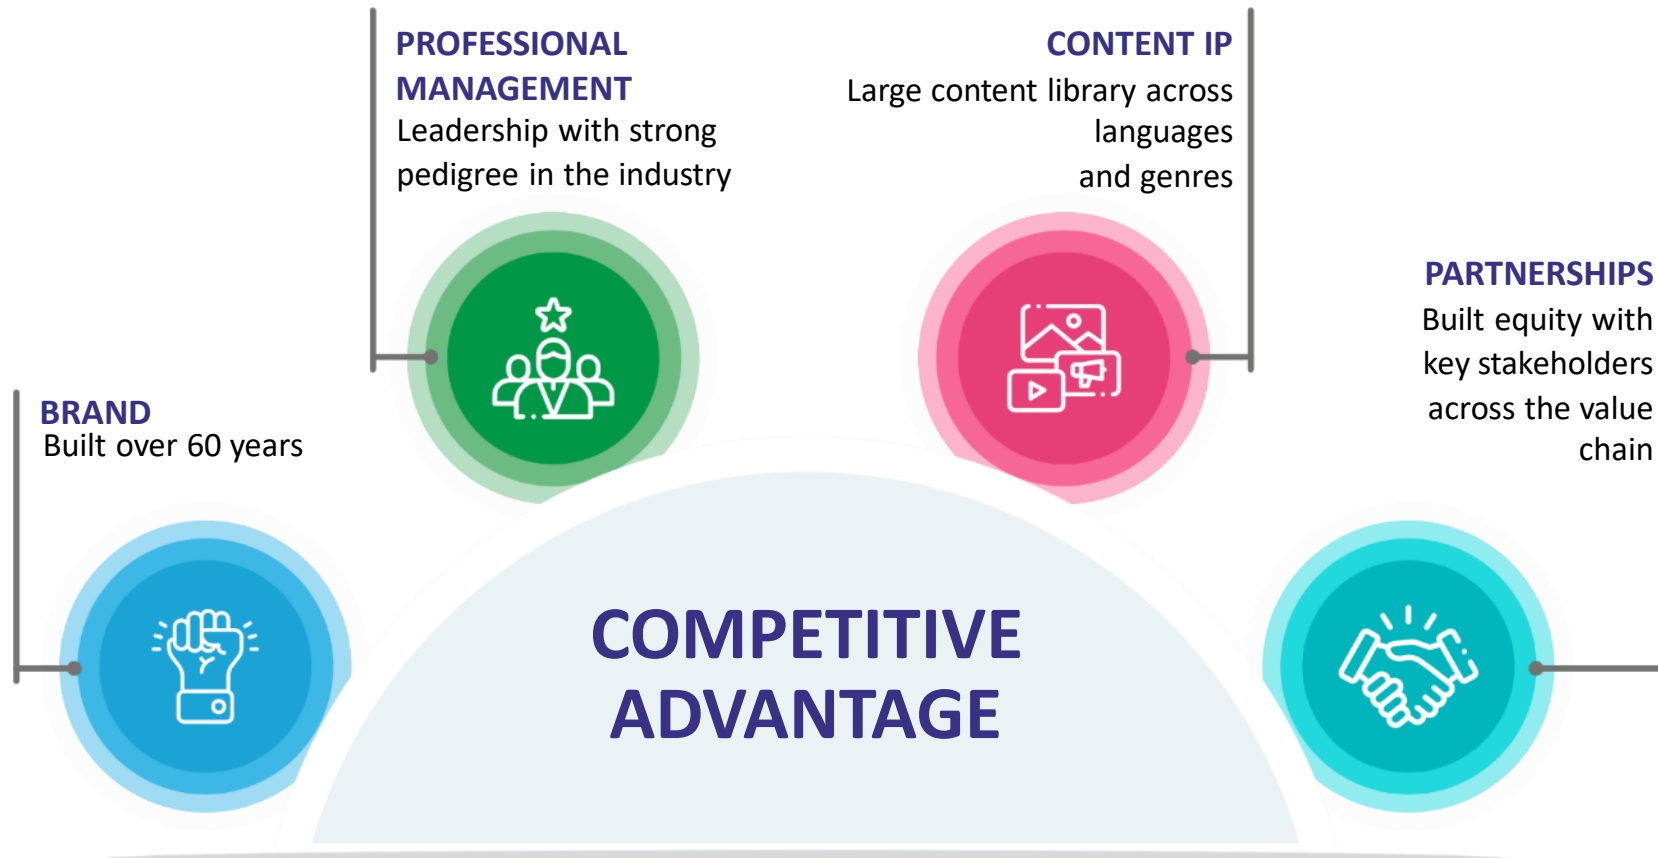 PROFESSIONAL
MANAGEMENT
Leadership with strong
pedigree in the industry
CONTENT IP
Large content library across
languages
and genres
PARTNERSHIPS
Built equity with
key stakeholders
across the value
chain
BRAND
Built over 60 years
COMPETITIVE
ADVANTAGE